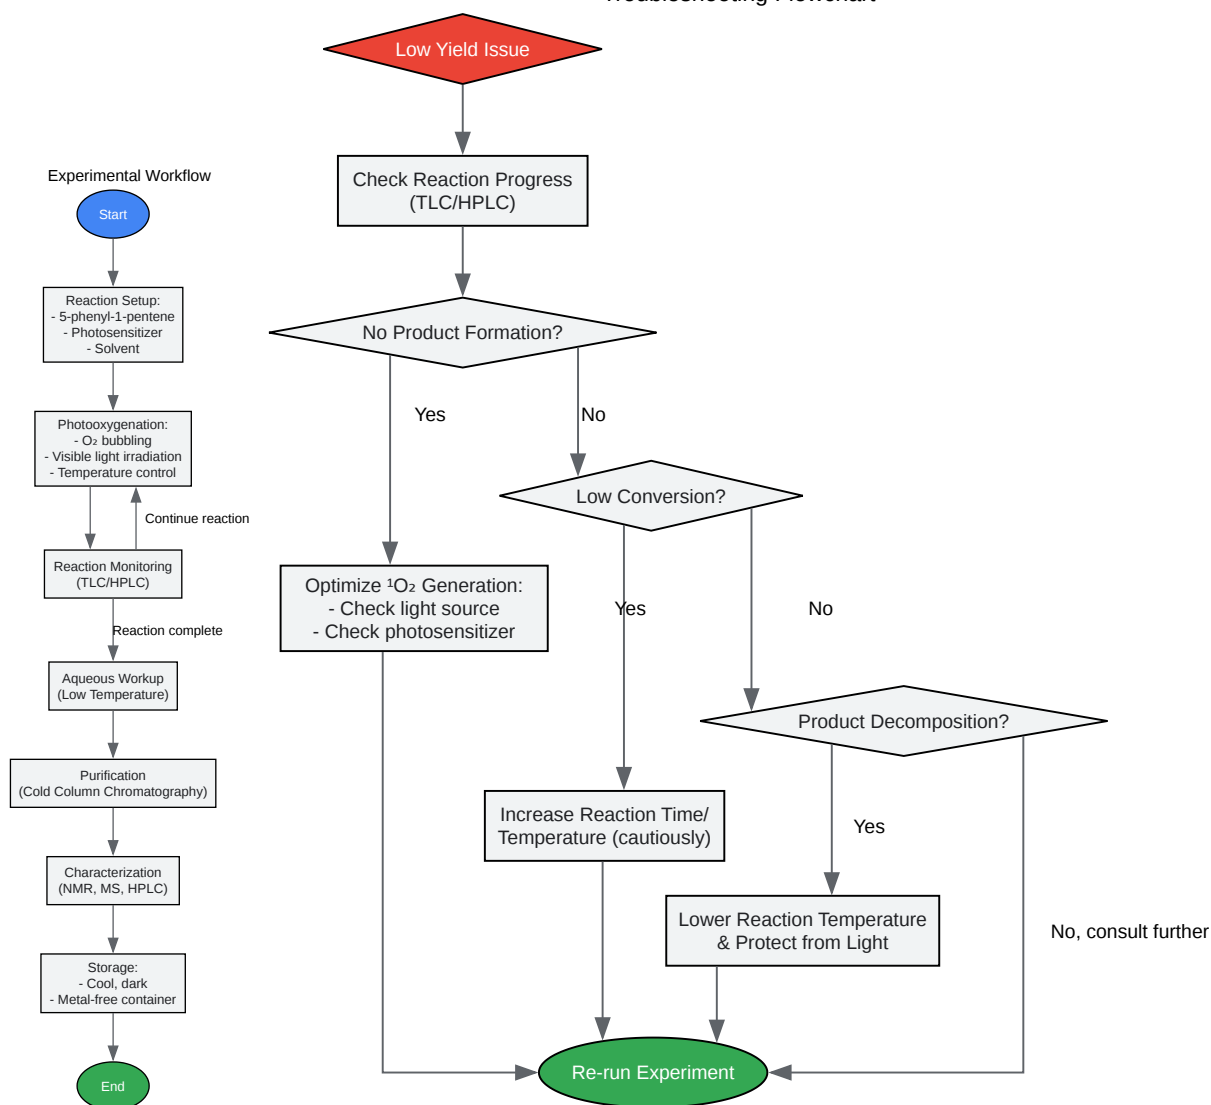 Troubleshooting Flowchart
Low Yield Issue
Check Reaction Progress
(TLC/HPLC)
No Product Formation?
Yes
No
Low Conversion?
Optimize ¹O₂ Generation:
- Check light source
- Check photosensitizer
Yes
No
Product Decomposition?
Increase Reaction Time/
Temperature (cautiously)
Yes
Lower Reaction Temperature
& Protect from Light
No, consult further
Re-run Experiment
Experimental Workflow
Start
Reaction Setup:
- 5-phenyl-1-pentene
- Photosensitizer
- Solvent
Photooxygenation:
- O₂ bubbling
- Visible light irradiation
- Temperature control
Continue reaction
Reaction Monitoring
(TLC/HPLC)
Reaction complete
Aqueous Workup
(Low Temperature)
Purification
(Cold Column Chromatography)
Characterization
(NMR, MS, HPLC)
Storage:
- Cool, dark
- Metal-free container
End